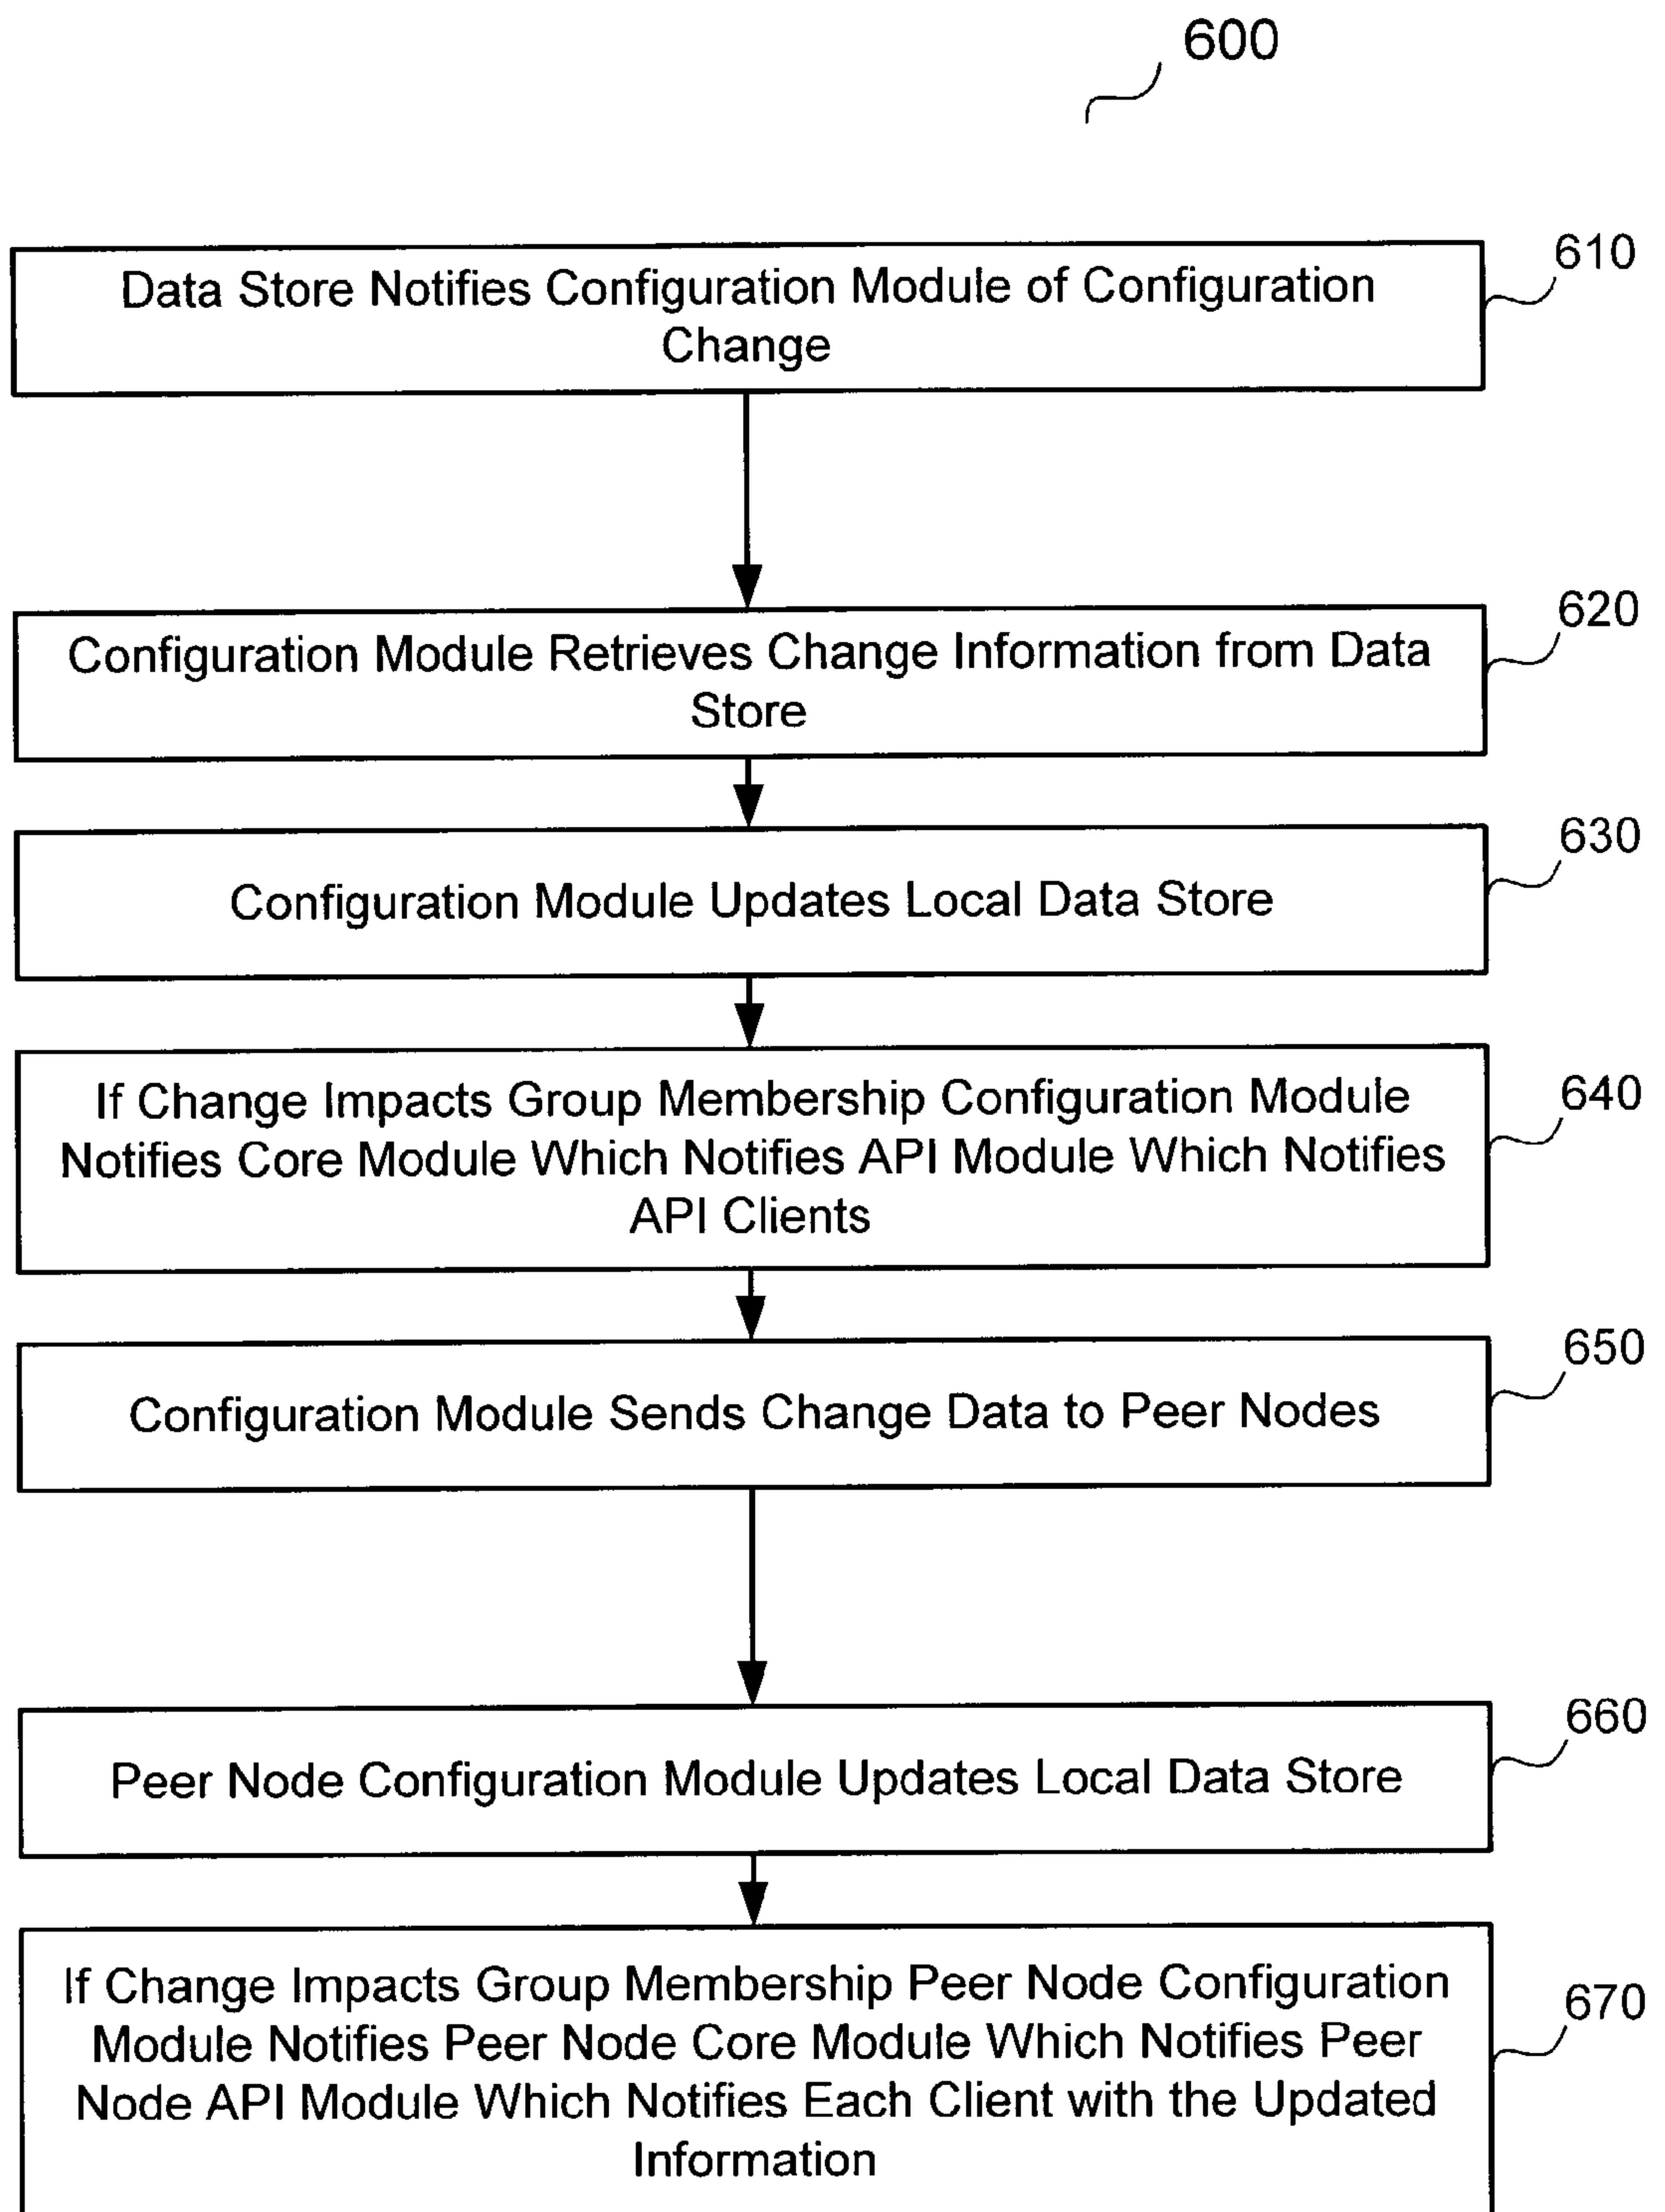 600
610
Data Store Notifies Configuration Module of Configuration
Change
620
Configuration Module Retrieves Change Information from Data
Store
630
Configuration Module Updates Local Data Store
640
If Change Impacts Group Membership Configuration Module
Notifies Core Module Which Notifies API Module Which Notifies
API Clients
650
Configuration Module Sends Change Data to Peer Nodes
660
Peer Node Configuration Module Updates Local Data Store
670
If Change Impacts Group Membership Peer Node Configuration
Module Notifies Peer Node Core Module Which Notifies Peer
Node API Module Which Notifies Each Client with the Updated
Information